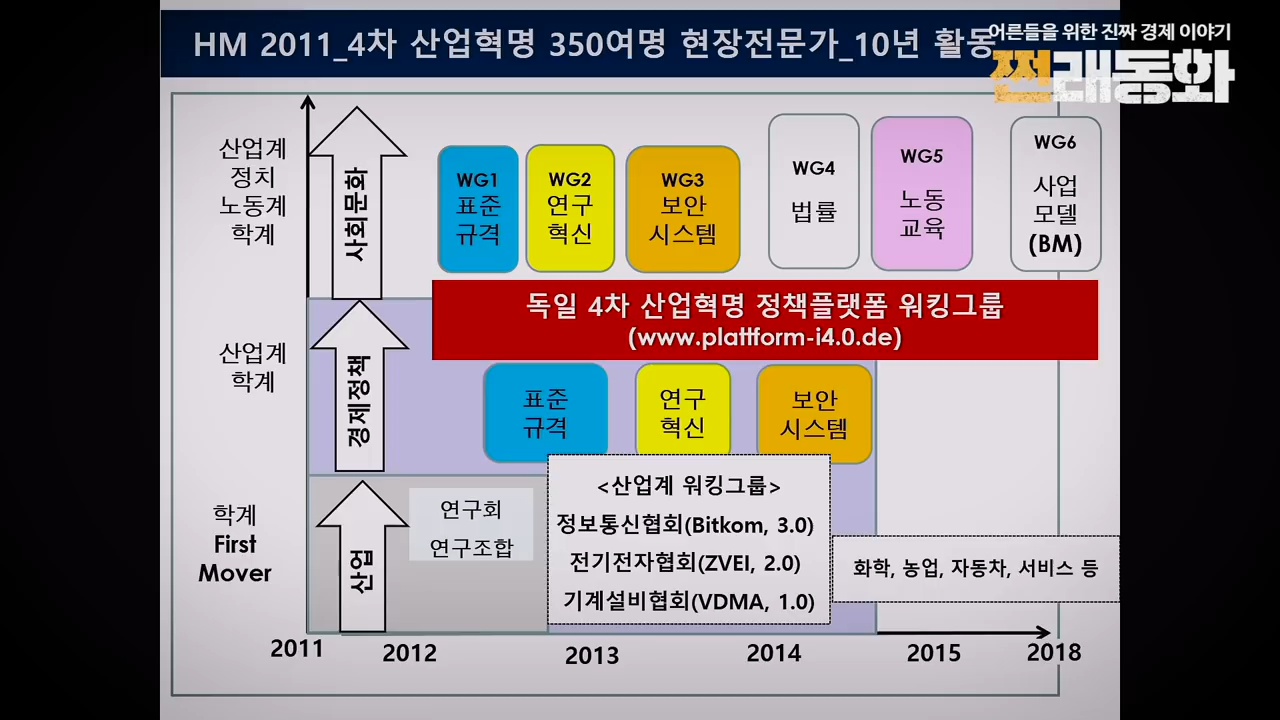 HM 2011_4차 산업혁명 350여명 현장전문가_10년 활동
어른들을 위한 진짜 경제 이야기
쩐래동화
산업계
정치
노동계
학계
사회문화
WG1
표준
규격
WG2
연구
혁신
WG3
보안
시스템
WG4
법률
WG5
노동
교육
WG6
사업
모델
(BM)
독일 4차 산업혁명 정책플랫폼 워킹그룹
(www.plattform-i4.0.de)
산업계
학계
경제정책
표준
규격
연구
혁신
보안
시스템
학계
First
Mover
산업
연구회
연구조합
<산업계 워킹그룹>
정보통신협회(Bitkom, 3.0)
전기전자협회(ZVEI, 2.0)
기계설비협회(VDMA, 1.0)
화학, 농업, 자동차, 서비스 등
2011
2012
2013
2014
2015
2018